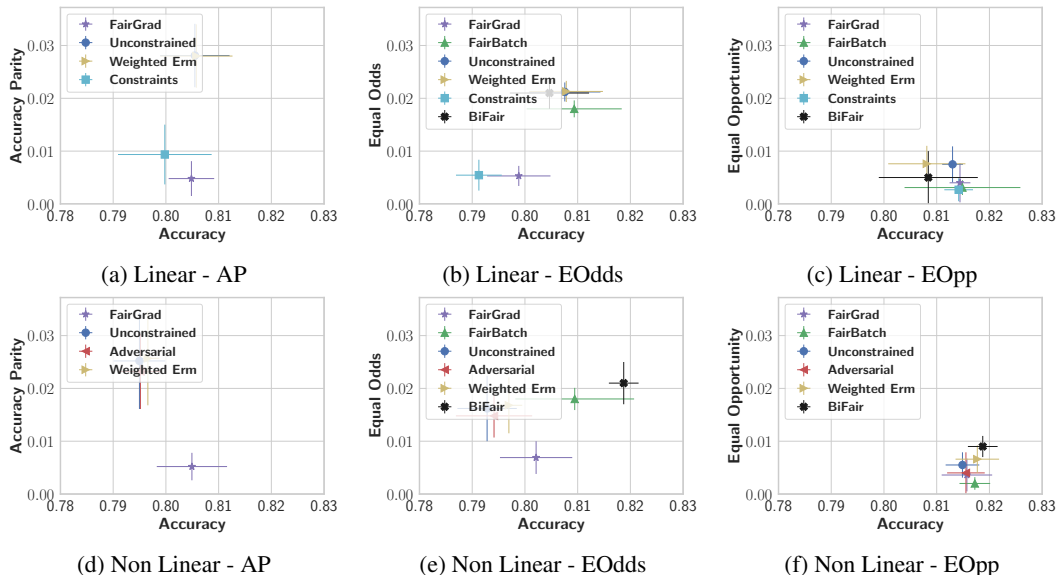 FairGrad
Unconstrained
Weighted Erm
Constraints
Accuracy Parity
0.03
0.02
0.01
0.00
0.78 0.79 0.80 0.81 0.82 0.83
Accuracy
(a) Linear - AP
FairGrad
FairBatch
Unconstrained
Weighted Erm
Constraints
BiFair
Equal Odds
0.03
0.02
0.01
0.00
0.78 0.79 0.80 0.81 0.82 0.83
Accuracy
(b) Linear - EOdds
FairGrad
FairBatch
Unconstrained
Weighted Erm
Constraints
BiFair
Equal Opportunity
0.03
0.02
0.01
0.00
0.78 0.79 0.80 0.81 0.82 0.83
Accuracy
(c) Linear - EOpp
FairGrad
Unconstrained
Adversarial
Weighted Erm
Accuracy Parity
0.03
0.02
0.01
0.00
0.78 0.79 0.80 0.81 0.82 0.83
Accuracy
(d) Non Linear - AP
FairGrad
FairBatch
Unconstrained
Adversarial
Weighted Erm
BiFair
Equal Odds
0.03
0.02
0.01
0.00
0.78 0.79 0.80 0.81 0.82 0.83
Accuracy
(e) Non Linear - EOdds
FairGrad
FairBatch
Unconstrained
Adversarial
Weighted Erm
BiFair
Equal Opportunity
0.03
0.02
0.01
0.00
0.78 0.79 0.80 0.81 0.82 0.83
Accuracy
(f) Non Linear - EOpp